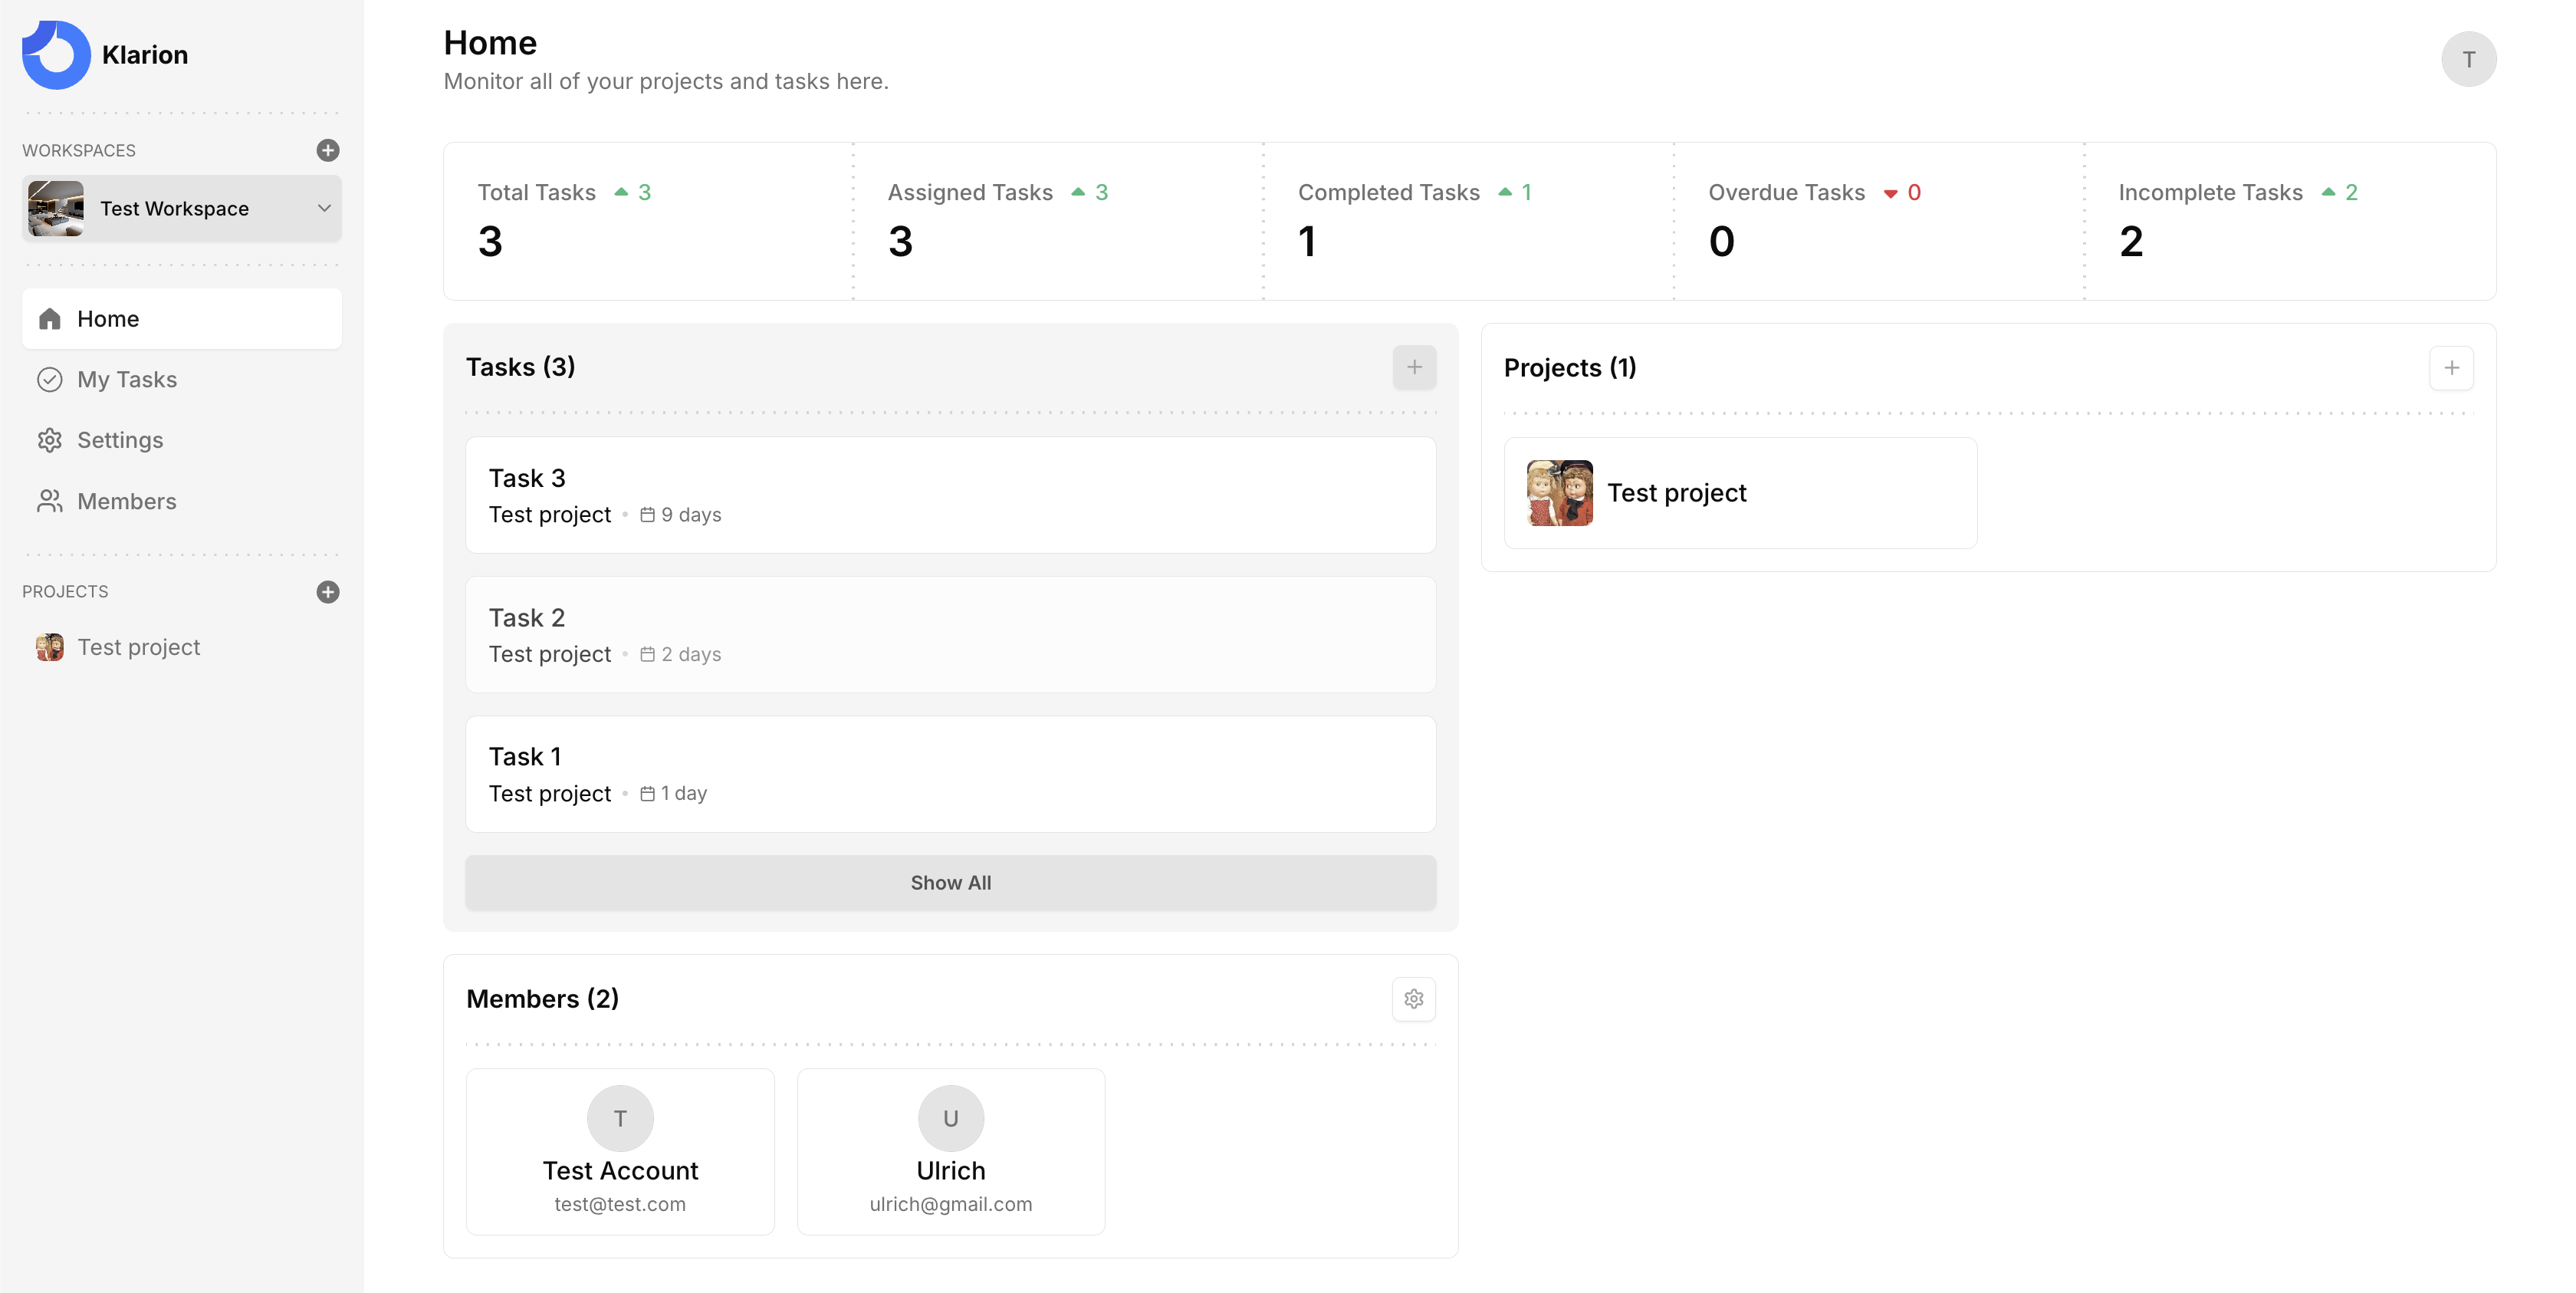 Klarion
WORKSPACES
Test Workspace
Home
My Tasks
Settings
Members
PROJECTS
Test project
Home
Monitor all of your projects and tasks here.
T
Total Tasks 3
3
Assigned Tasks 3
3
Completed Tasks 1
1
Overdue Tasks 0
0
Incomplete Tasks 2
2
Tasks (3)
Task 3
Test project • 9 days
Task 2
Test project • 2 days
Task 1
Test project • 1 day
Show All
Projects (1)
Test project
Members (2)
T
Test Account
test@test.com
U
Ulrich
ulrich@gmail.com